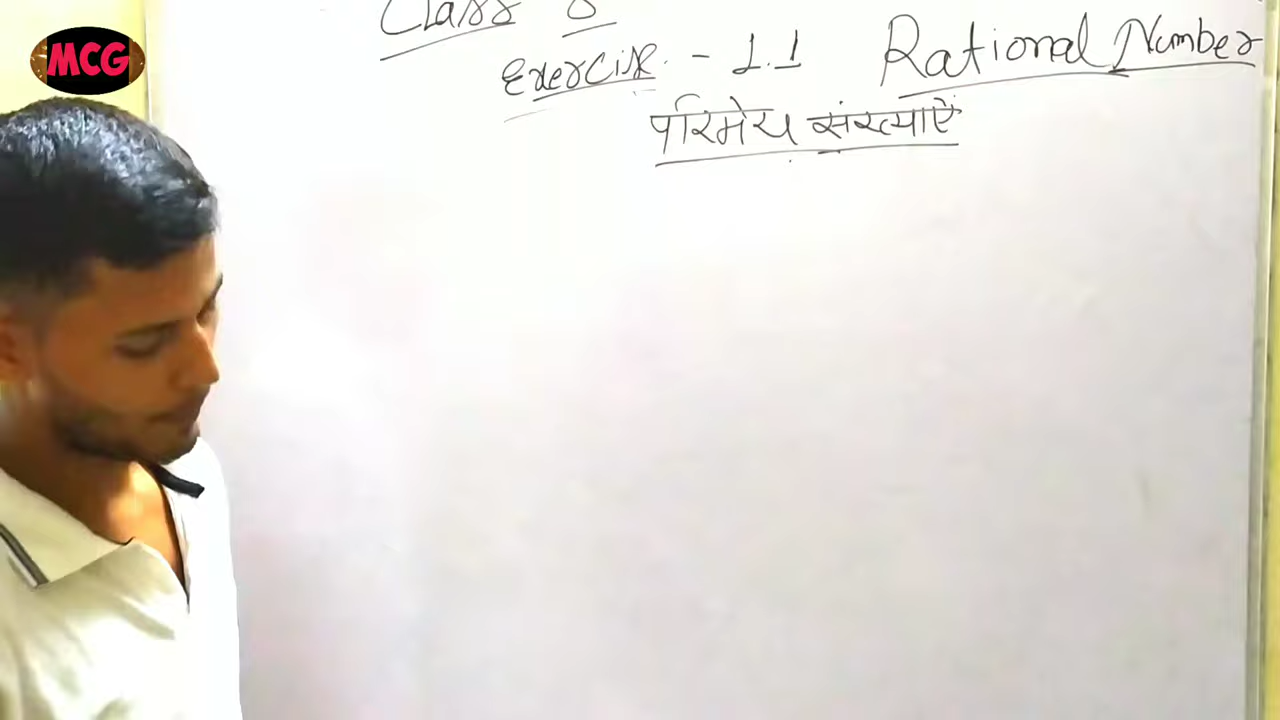 MCG
Class 8
Exercise - 1.1 Rational Number
परिमेय संख्याएँ